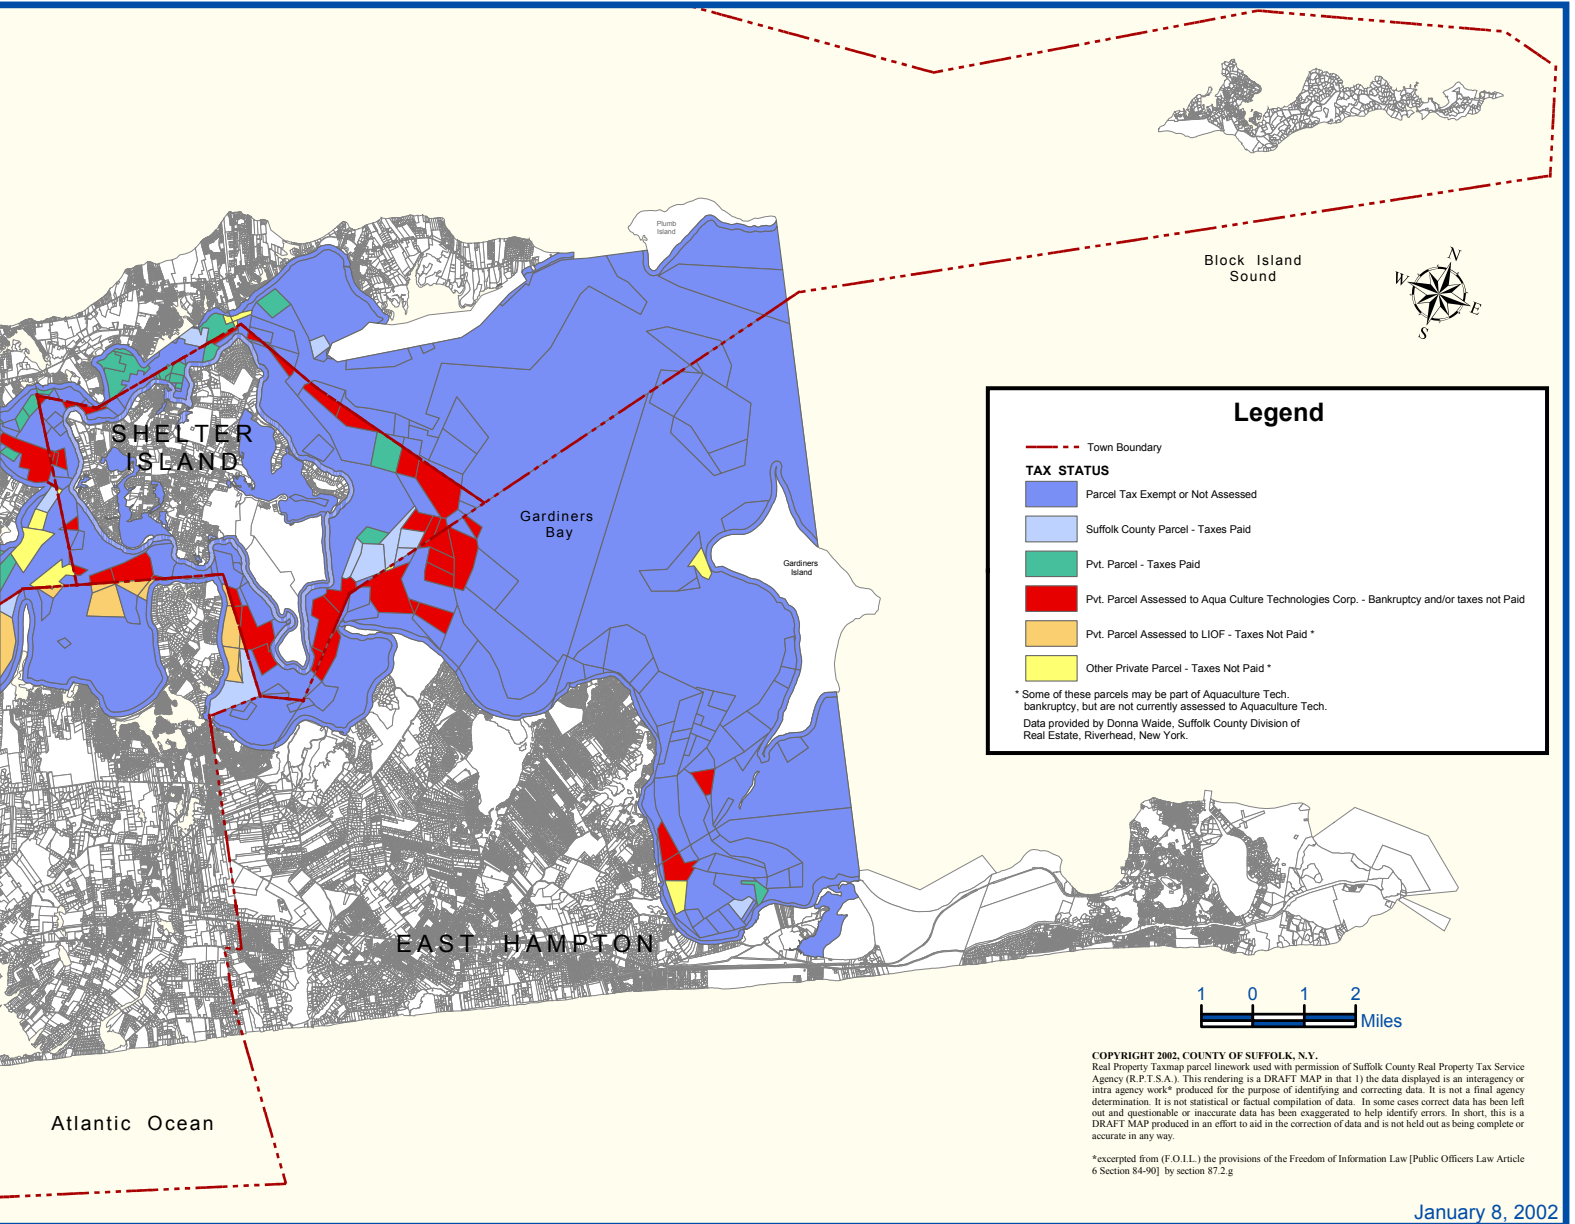 Plumb
Island
Block Island
Sound
N
W
E
S
SHELTER
ISLAND
Gardiners
Bay
Gardiners
Island
EAST HAMPTON
Atlantic Ocean
Legend
Town Boundary
TAX STATUS
Parcel Tax Exempt or Not Assessed
Suffolk County Parcel - Taxes Paid
Pvt. Parcel - Taxes Paid
Pvt. Parcel Assessed to Aqua Culture Technologies Corp. - Bankruptcy and/or taxes not Paid
Pvt. Parcel Assessed to LIOF - Taxes Not Paid *
Other Private Parcel - Taxes Not Paid *
* Some of these parcels may be part of Aquaculture Tech.
bankruptcy, but are not currently assessed to Aquaculture Tech.
Data provided by Donna Waide, Suffolk County Division of
Real Estate, Riverhead, New York.
1 0 1 2
Miles
COPYRIGHT 2002, COUNTY OF SUFFOLK, N.Y.
Real Property Taxmap parcel linework used with permission of Suffolk County Real Property Tax Service
Agency (R.P.T.S.A.). This rendering is a DRAFT MAP in that 1) the data displayed is an interagency or
intra agency work* produced for the purpose of identifying and correcting data. It is not a final agency
determination. It is not statistical or factual compilation of data. In some cases correct data has been left
out and questionable or inaccurate data has been exaggerated to help identify errors. In short, this is a
DRAFT MAP produced in an effort to aid in the correction of data and is not held out as being complete or
accurate in any way.
*excerpted from (F.O.I.L.) the provisions of the Freedom of Information Law [Public Officers Law Article
6 Section 84-90] by section 87.2.g
January 8, 2002